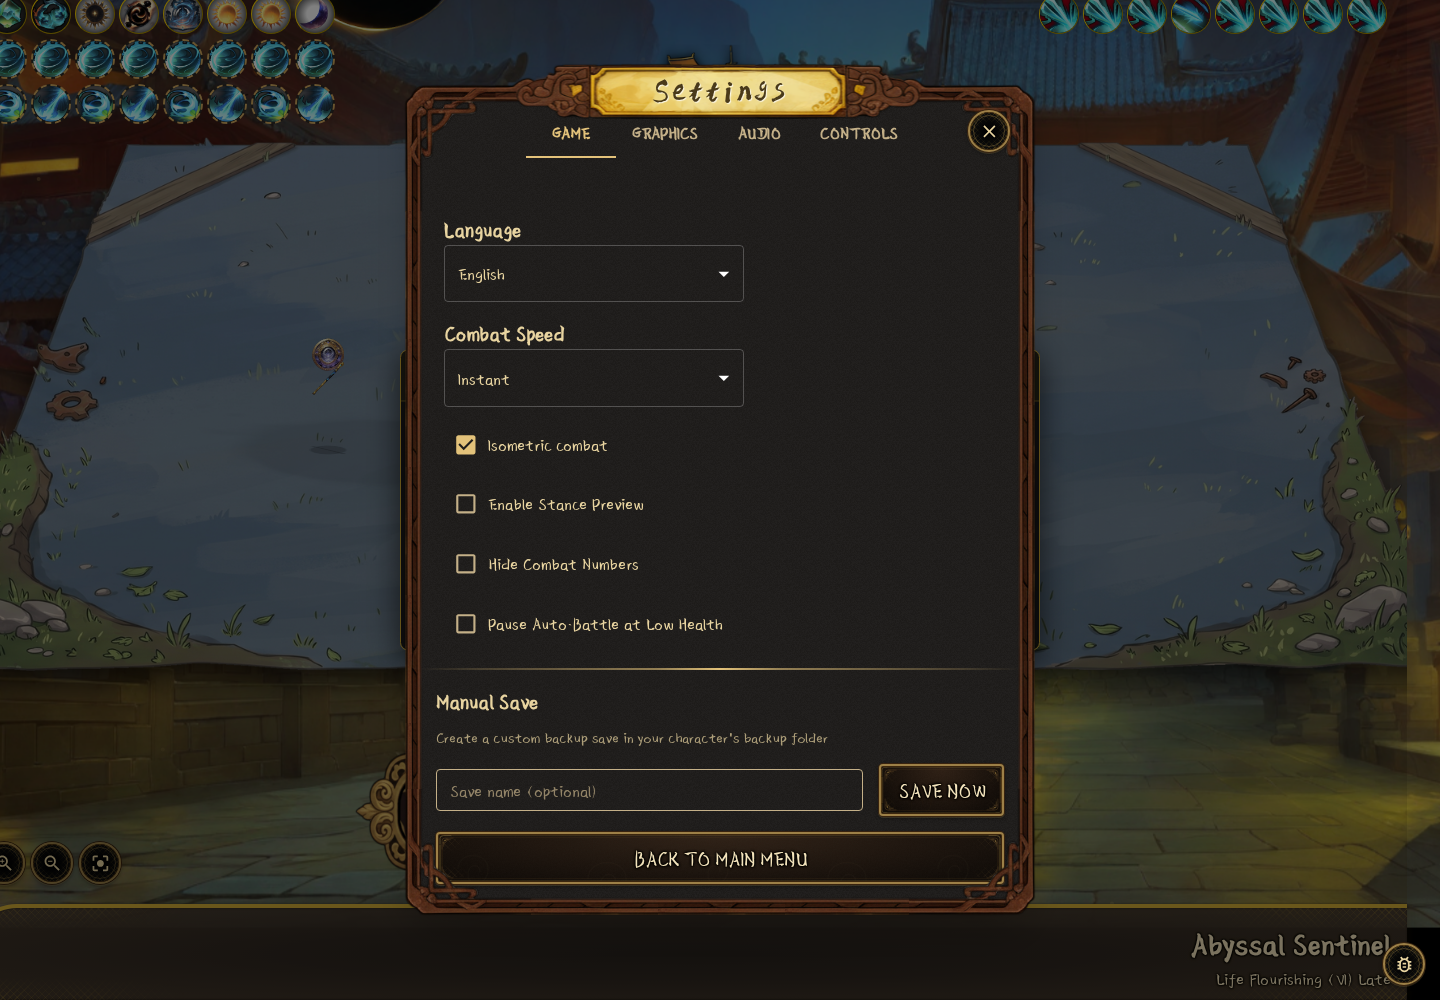 Settings
GAME GRAPHICS AUDIO CONTROLS
Language
English
Combat Speed
Instant
Isometric combat
Enable Stance Preview
Hide Combat Numbers
Pause Auto-Battle at Low Health
Manual Save
Create a custom backup save in your character's backup folder
Save name (optional)
SAVE NOW
BACK TO MAIN MENU
Abyssal Sentinel
Life Flourishing (VI) Late